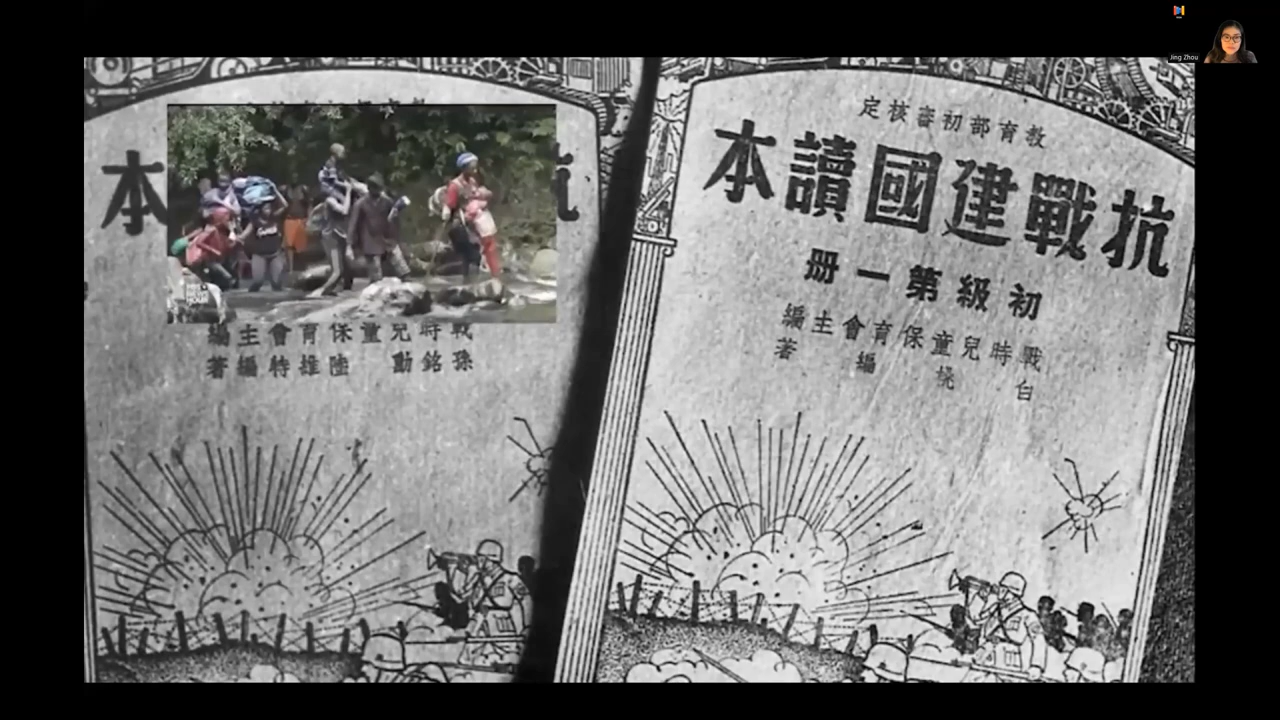 本
戰時兒童保育會主編
孫銘勳 陸維特編著
教育部初審核定
抗戰建國讀本
初級第一册
戰時兒童保育會主編
白桃編著
Jing Zhou